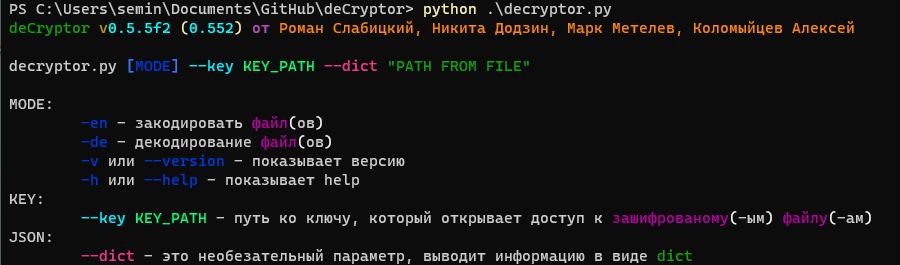 PS C:\Users\semin\Documents\GitHub\deCryptor> python .\decryptor.py
deCryptor v0.5.5f2 (0.552) от Роман Слабицкий, Никита Додзин, Марк Метелев, Коломыйцев Алексей
decryptor.py [MODE] --key KEY_PATH --dict "PATH FROM FILE"
MODE:
-en - закодировать файл(ов)
-de - декодирование файл(ов)
-v или --version - показывает версию
-h или --help - показывает help
KEY:
--key KEY_PATH - путь ко ключу, который открывает доступ к зашифрованому(-ым) файлу(-ам)
JSON:
--dict - это необезательный параметр, выводит информацию в виде dict